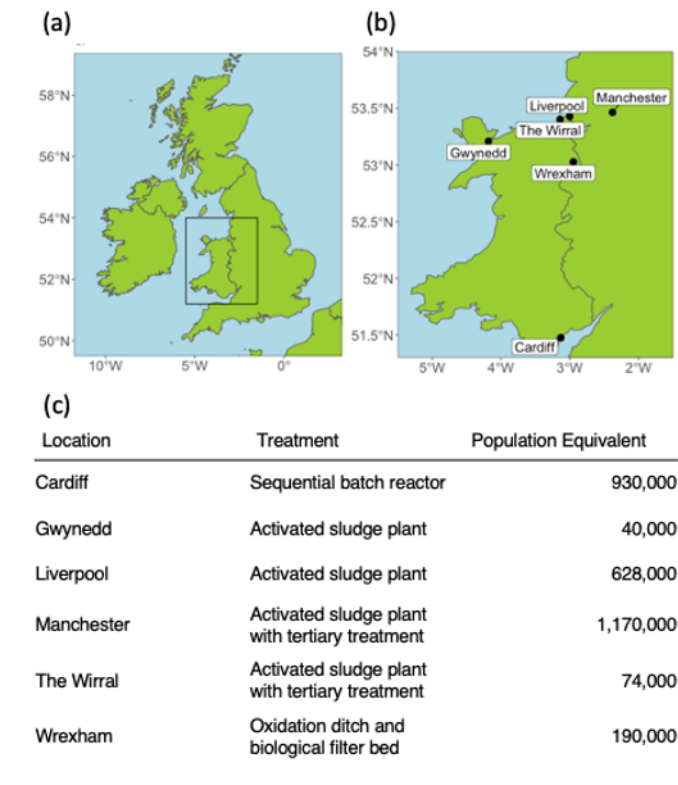 (a)
58°N
56°N
54°N
52°N
50°N
10°W 5°W 0°
(b)
54°N
53.5°N
53°N
52.5°N
52°N
51.5°N
Liverpool
Manchester
The Wirral
Gwynedd
Wrexham
Cardiff
5°W 4°W 3°W 2°W
(c)
Location Treatment Population Equivalent
Cardiff Sequential batch reactor 930,000
Gwynedd Activated sludge plant 40,000
Liverpool Activated sludge plant 628,000
Manchester Activated sludge plant 1,170,000
with tertiary treatment
The Wirral Activated sludge plant 74,000
with tertiary treatment
Wrexham Oxidation ditch and 190,000
biological filter bed